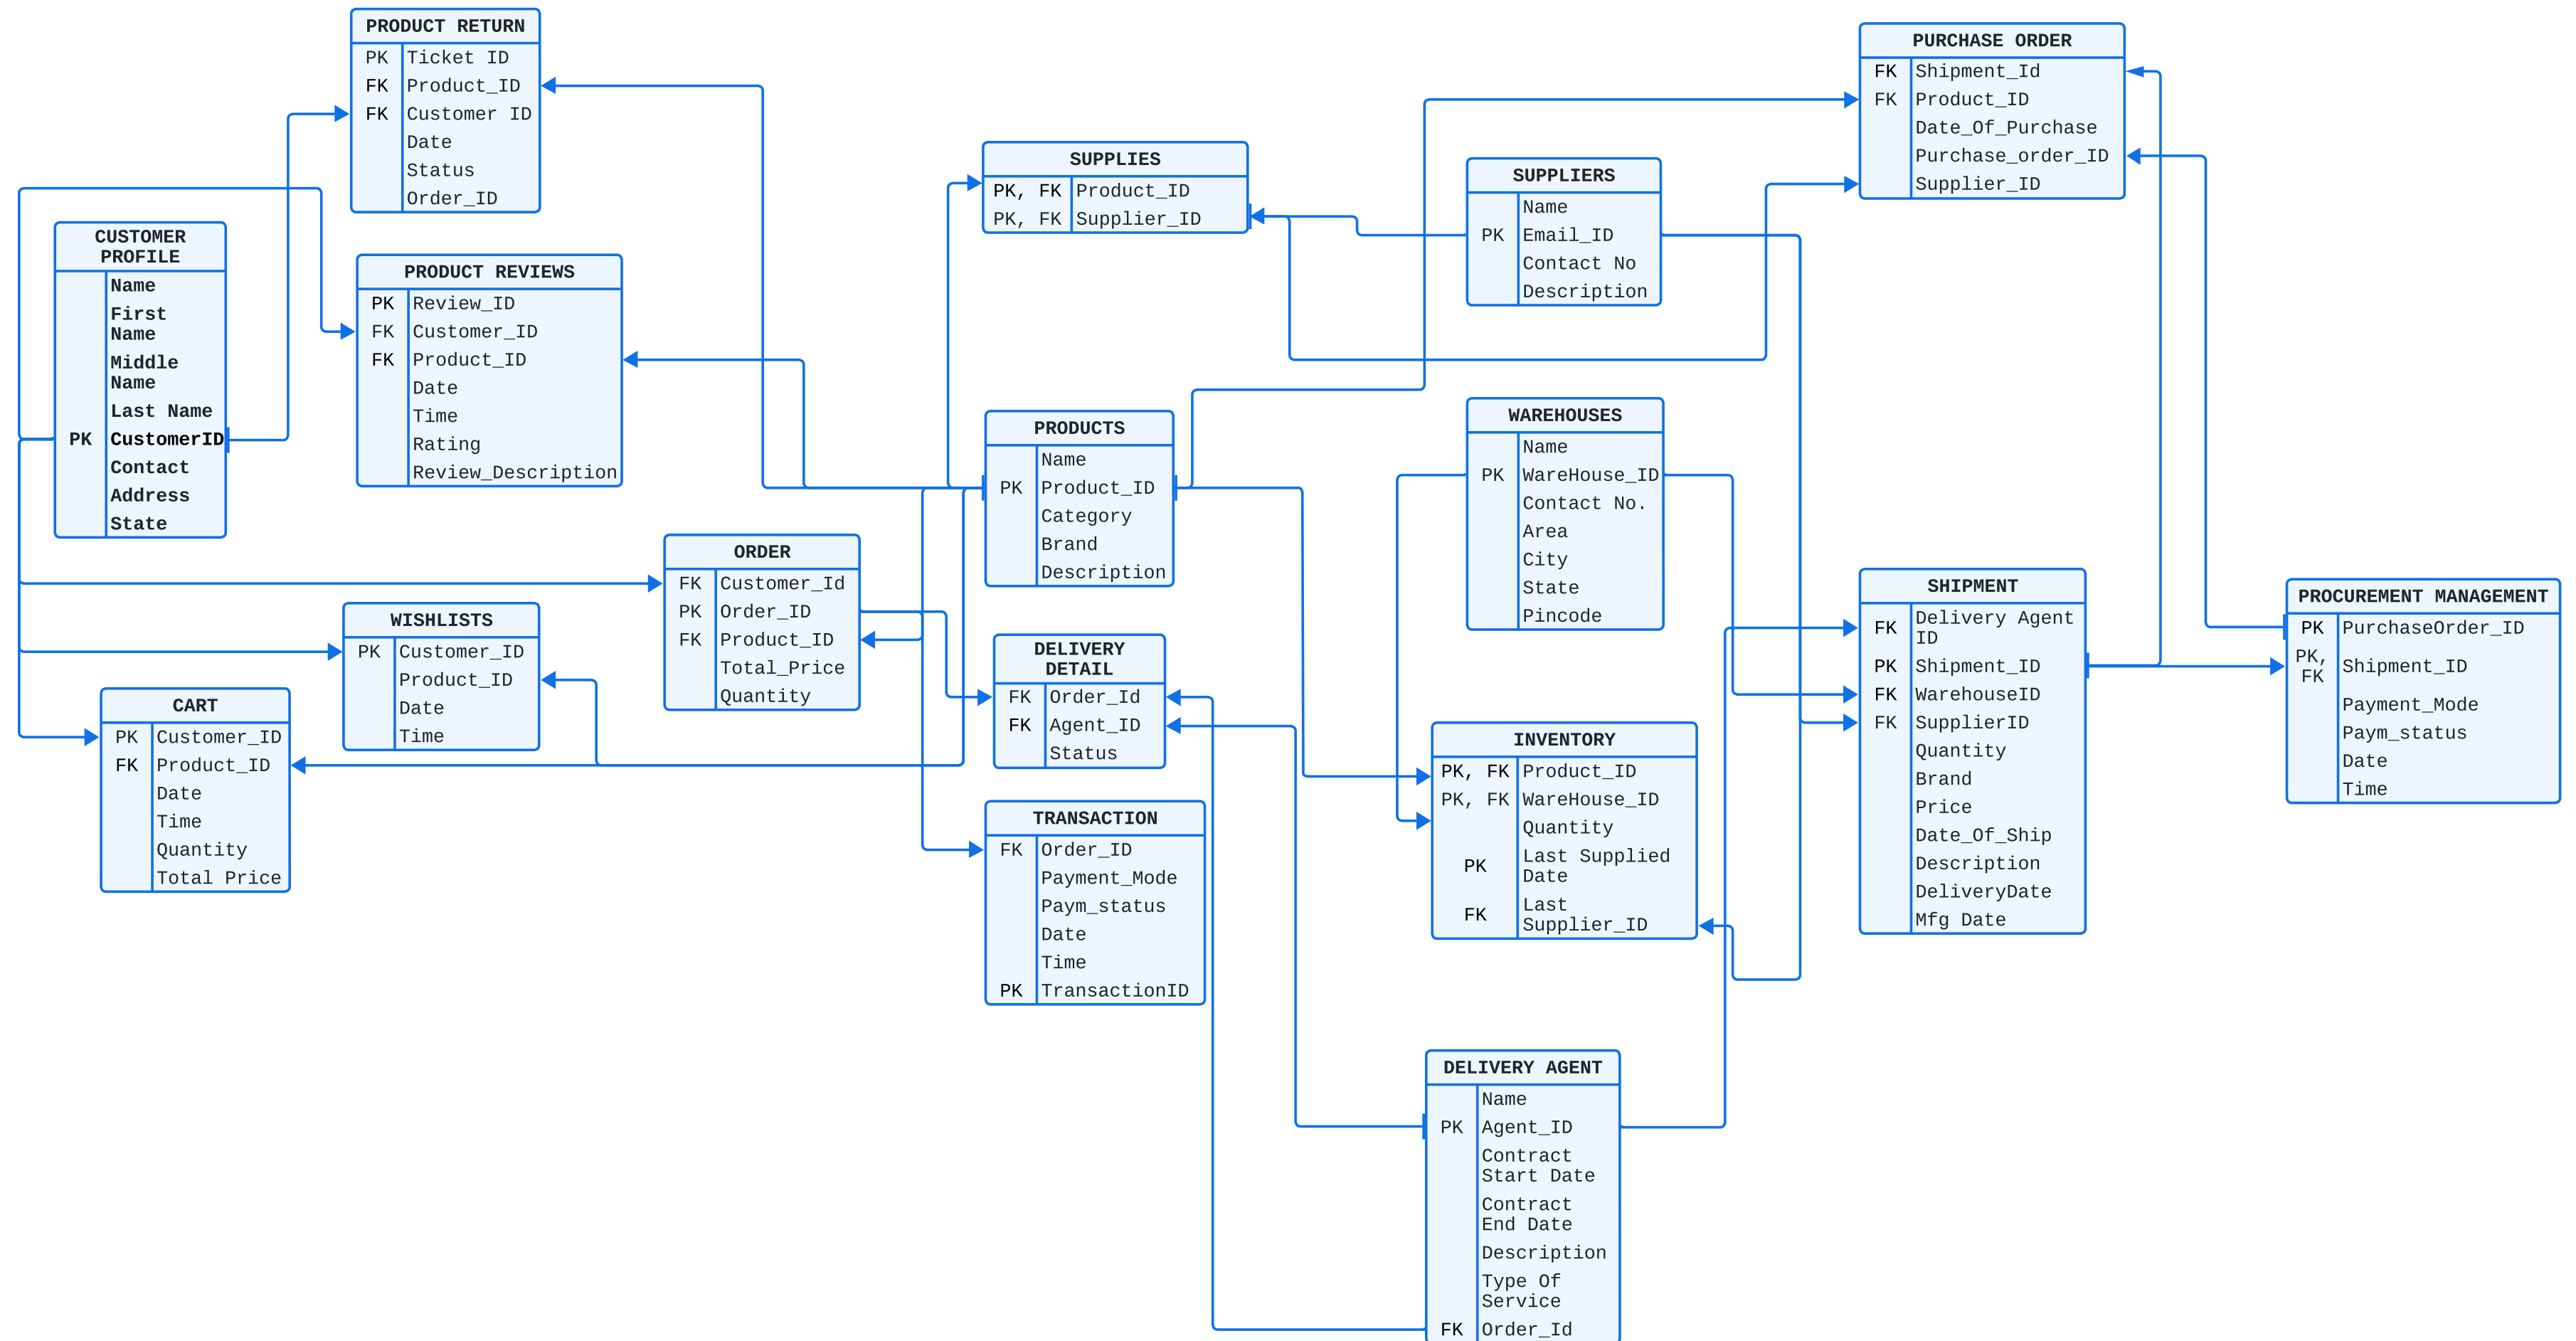 PRODUCT RETURN
PK Ticket ID
FK Product_ID
FK Customer ID
Date
Status
Order_ID
CUSTOMER
PROFILE
Name
First
Name
Middle
Name
Last Name
PK CustomerID
Contact
Address
State
PRODUCT REVIEWS
PK Review_ID
FK Customer_ID
FK Product_ID
Date
Time
Rating
Review_Description
WISHLISTS
PK Customer_ID
Product_ID
Date
Time
CART
PK Customer_ID
FK Product_ID
Date
Time
Quantity
Total Price
ORDER
FK Customer_Id
PK Order_ID
FK Product_ID
Total_Price
Quantity
SUPPLIES
PK, FK Product_ID
PK, FK Supplier_ID
PRODUCTS
Name
PK Product_ID
Category
Brand
Description
DELIVERY
DETAIL
FK Order_Id
FK Agent_ID
Status
TRANSACTION
FK Order_ID
Payment_Mode
Paym_status
Date
Time
PK TransactionID
SUPPLIERS
Name
PK Email_ID
Contact No
Description
WAREHOUSES
Name
PK WareHouse_ID
Contact No.
Area
City
State
Pincode
INVENTORY
PK, FK Product_ID
PK, FK WareHouse_ID
Quantity
PK Last Supplied
Date
FK Last
Supplier_ID
DELIVERY AGENT
Name
PK Agent_ID
Contract
Start Date
Contract
End Date
Description
Type Of
Service
FK Order_Id
PURCHASE ORDER
FK Shipment_Id
FK Product_ID
Date_Of_Purchase
Purchase_order_ID
Supplier_ID
SHIPMENT
FK Delivery Agent
ID
PK Shipment_ID
FK WarehouseID
FK SupplierID
Quantity
Brand
Price
Date_Of_Ship
Description
DeliveryDate
Mfg Date
PROCUREMENT MANAGEMENT
PK PurchaseOrder_ID
PK,
FK Shipment_ID
Payment_Mode
Paym_status
Date
Time